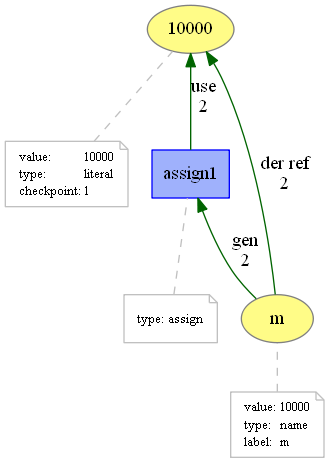 10000
use
2
value: 10000
type: literal
checkpoint: 1
assign1
der ref
2
gen
2
type: assign
m
value: 10000
type: name
label: m